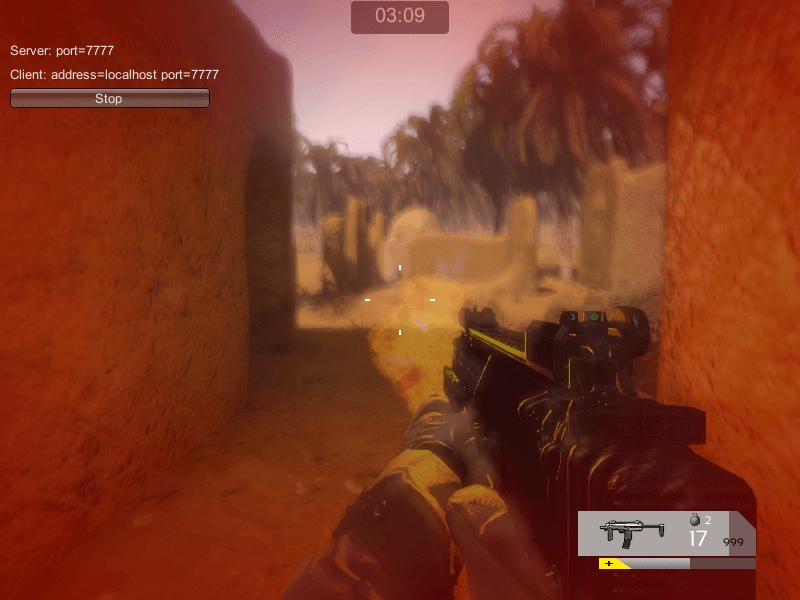 03:09
Server: port=7777
Client: address=localhost port=7777
Stop
2
17 999